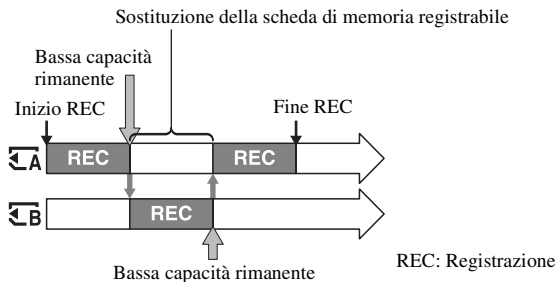 Sostituzione della scheda di memoria registrabile
Bassa capacità
rimanente
Inizio REC
Fine REC
A
REC
REC
B
REC
Bassa capacità rimanente
REC: Registrazione